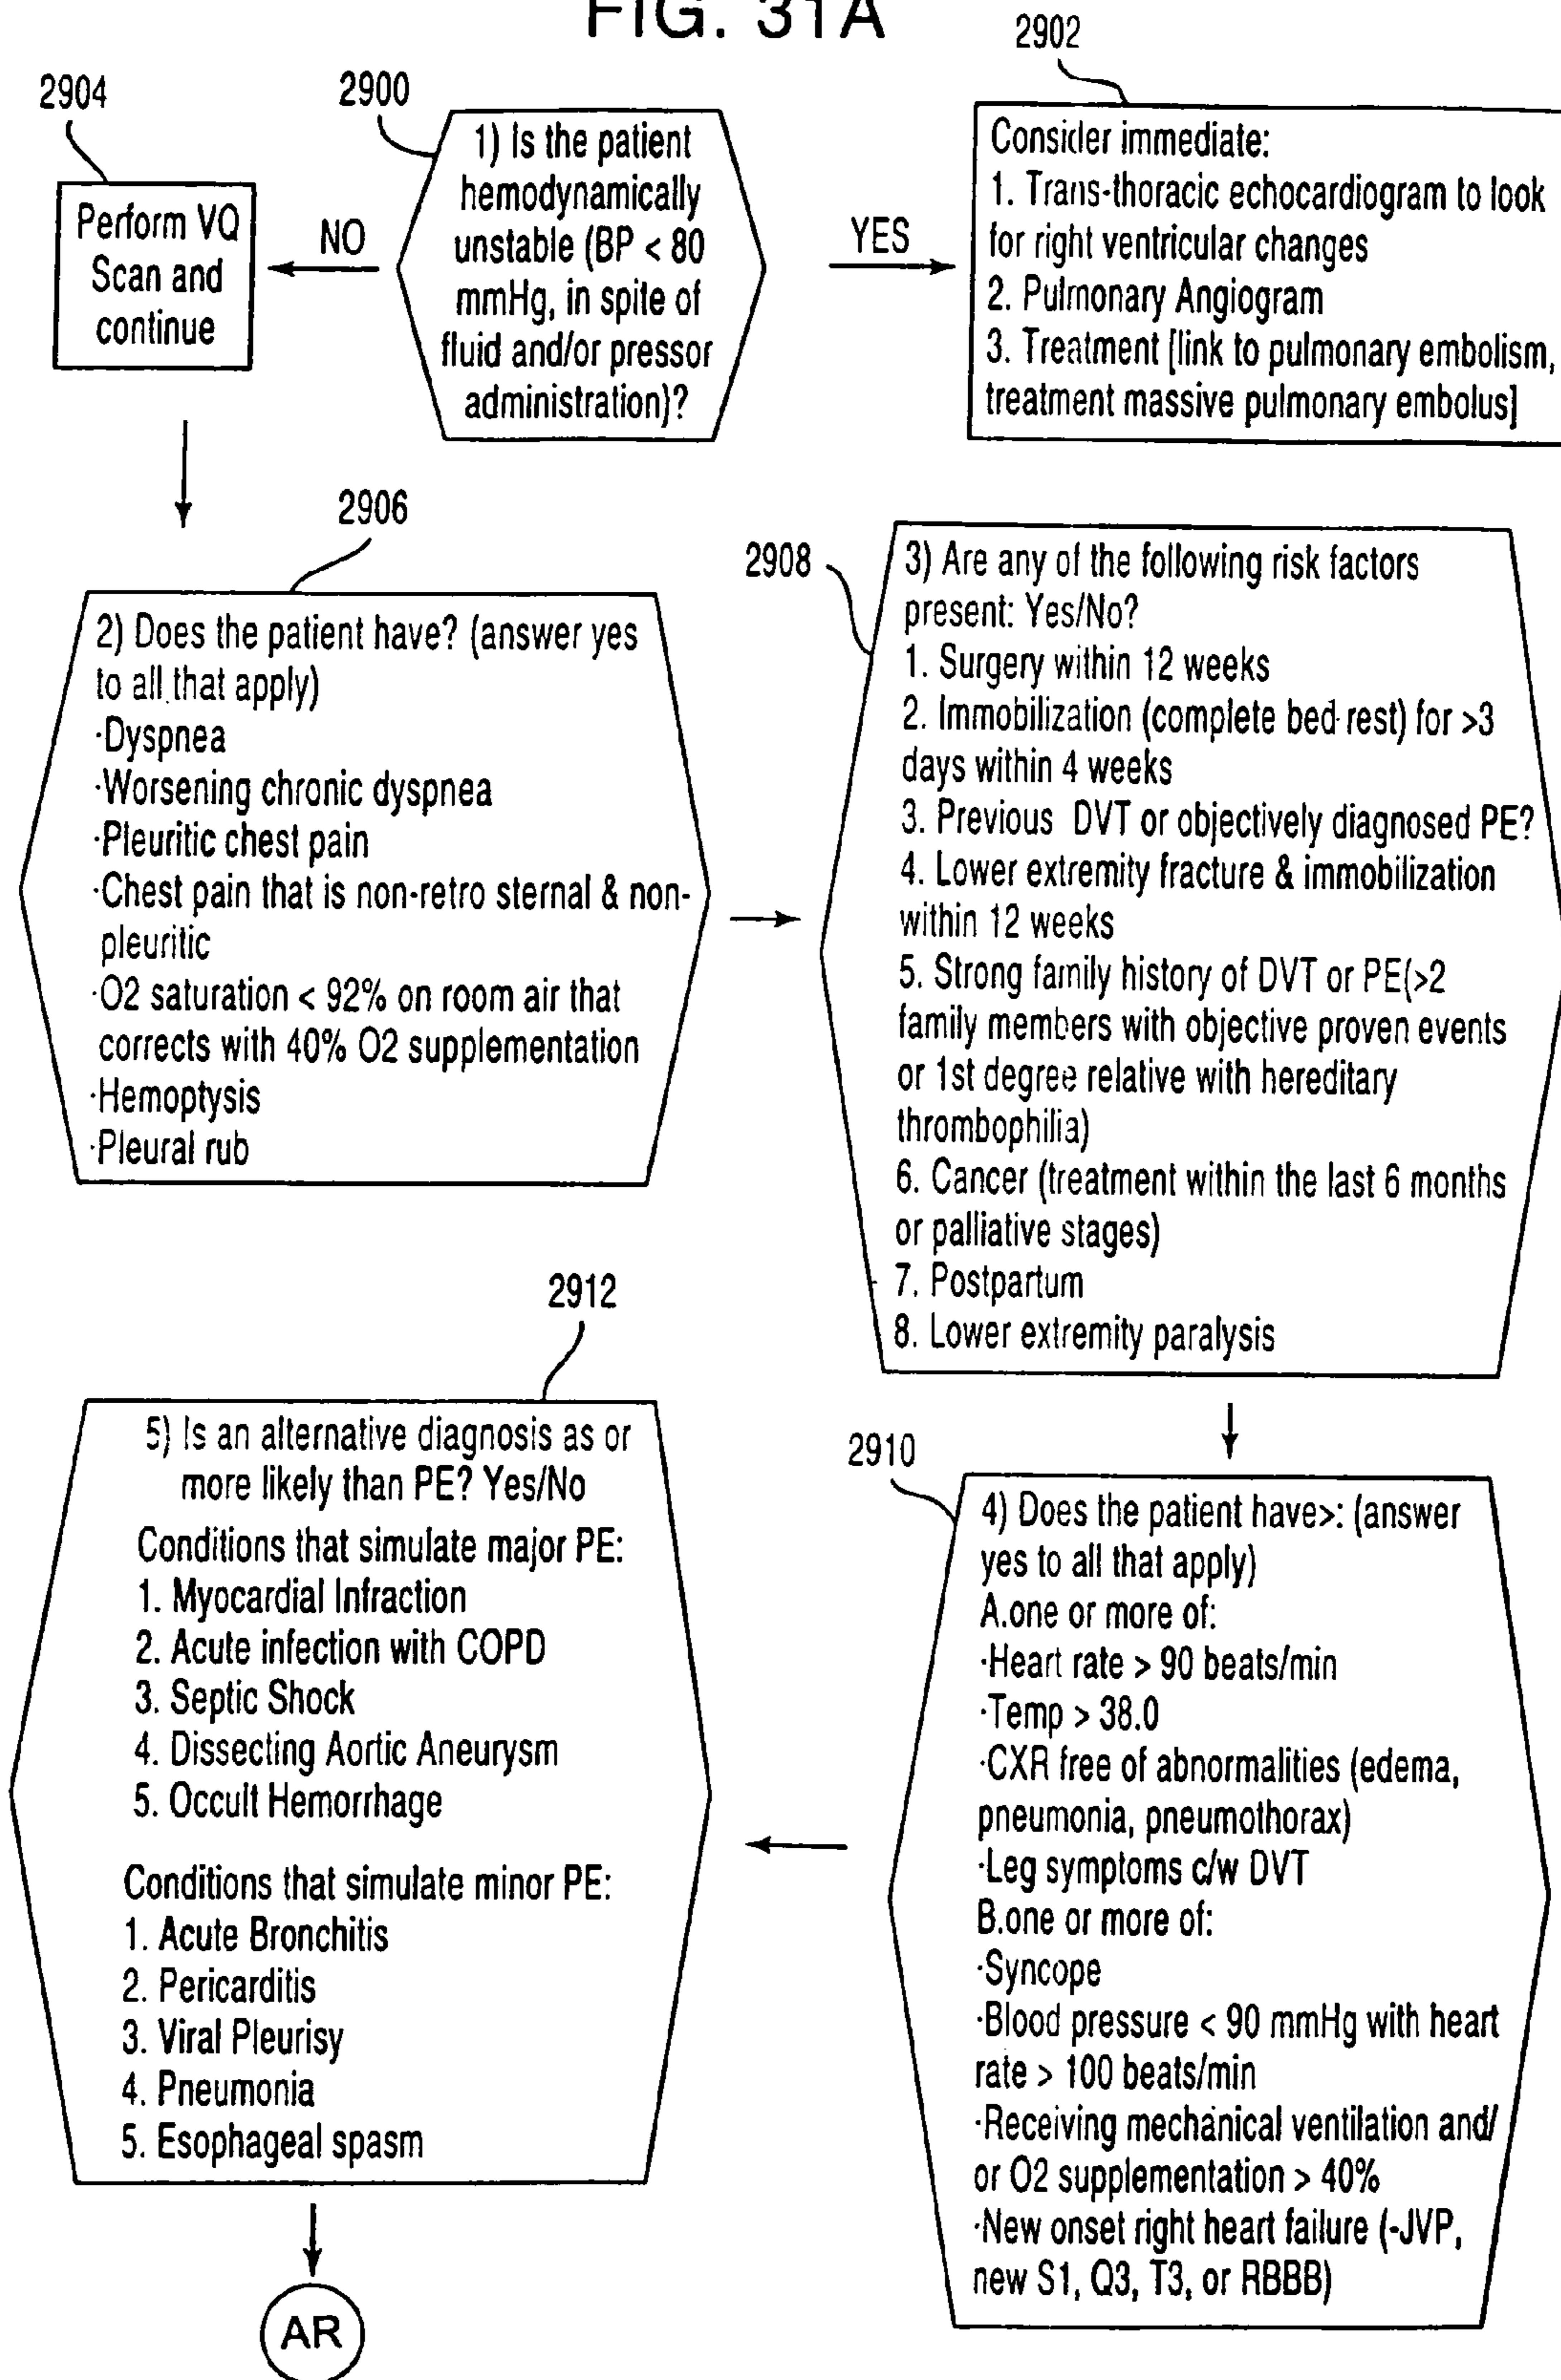 FIG. 31A
2904
2900
2902
Perform VQ
Scan and
continue
NO
1) Is the patient
hemodynamically
unstable (BP < 80
mmHg, in spite of
fluid and/or pressor
administration)?
YES
Consider immediate:
1. Trans-thoracic echocardiogram to look
for right ventricular changes
2. Pulmonary Angiogram
3. Treatment [link to pulmonary embolism,
treatment massive pulmonary embolus]
2906
2) Does the patient have? (answer yes
to all that apply)
·Dyspnea
·Worsening chronic dyspnea
·Pleuritic chest pain
·Chest pain that is non-retro sternal & non-
pleuritic
·O2 saturation < 92% on room air that
corrects with 40% O2 supplementation
·Hemoptysis
·Pleural rub
2908
3) Are any of the following risk factors
present: Yes/No?
1. Surgery within 12 weeks
2. Immobilization (complete bed rest) for >3
days within 4 weeks
3. Previous DVT or objectively diagnosed PE?
4. Lower extremity fracture & immobilization
within 12 weeks
5. Strong family history of DVT or PE(>2
family members with objective proven events
or 1st degree relative with hereditary
thrombophilia)
6. Cancer (treatment within the last 6 months
or palliative stages)
7. Postpartum
8. Lower extremity paralysis
2910
4) Does the patient have>: (answer
yes to all that apply)
A.one or more of:
·Heart rate > 90 beats/min
·Temp > 38.0
·CXR free of abnormalities (edema,
pneumonia, pneumothorax)
·Leg symptoms c/w DVT
B.one or more of:
·Syncope
·Blood pressure < 90 mmHg with heart
rate > 100 beats/min
·Receiving mechanical ventilation and/
or O2 supplementation > 40%
·New onset right heart failure (-JVP,
new S1, Q3, T3, or RBBB)
2912
5) Is an alternative diagnosis as or
more likely than PE? Yes/No
Conditions that simulate major PE:
1. Myocardial Infraction
2. Acute infection with COPD
3. Septic Shock
4. Dissecting Aortic Aneurysm
5. Occult Hemorrhage
Conditions that simulate minor PE:
1. Acute Bronchitis
2. Pericarditis
3. Viral Pleurisy
4. Pneumonia
5. Esophageal spasm
AR